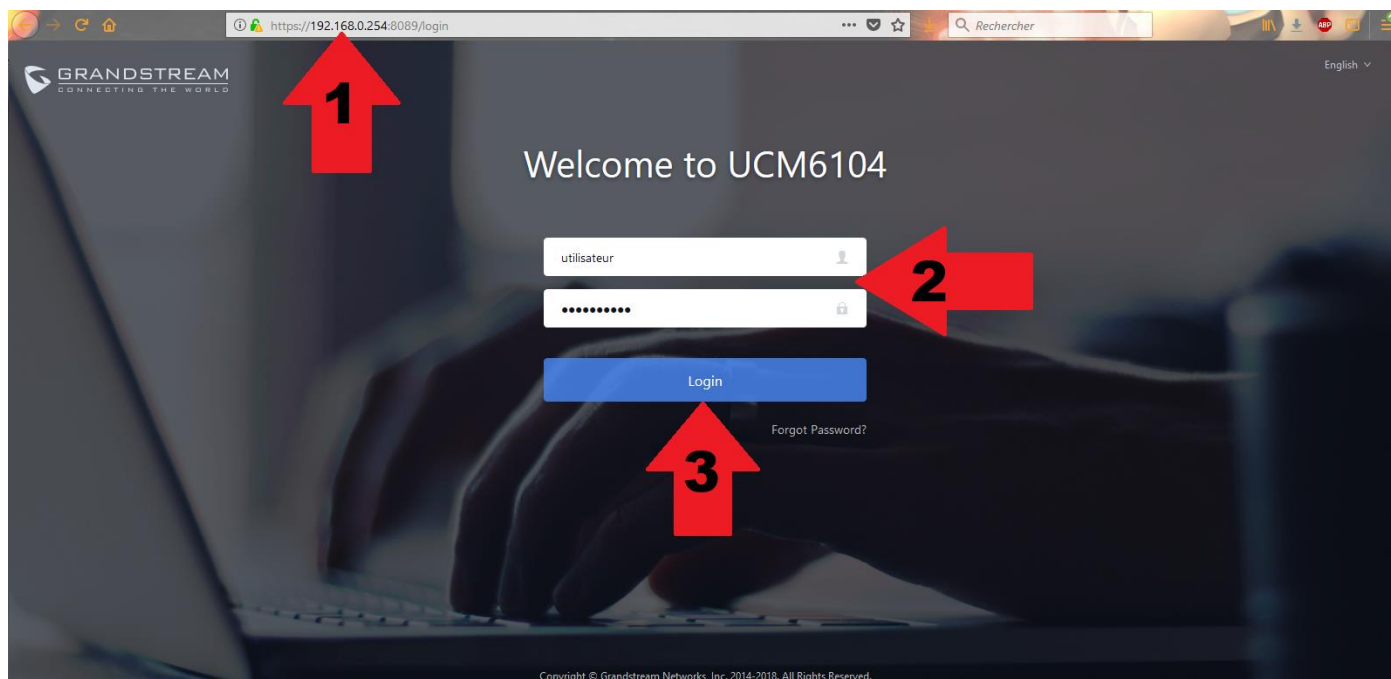 https://192.168.0.254:8089/login
Rechercher
ABP
GRANDSTREAM
CONNECTING THE WORLD
English
1
Welcome to UCM6104
utilisateur
2
••••••••••
Login
Forgot Password?
3
Copyright © Grandstream Networks, Inc. 2014-2018. All Rights Reserved.